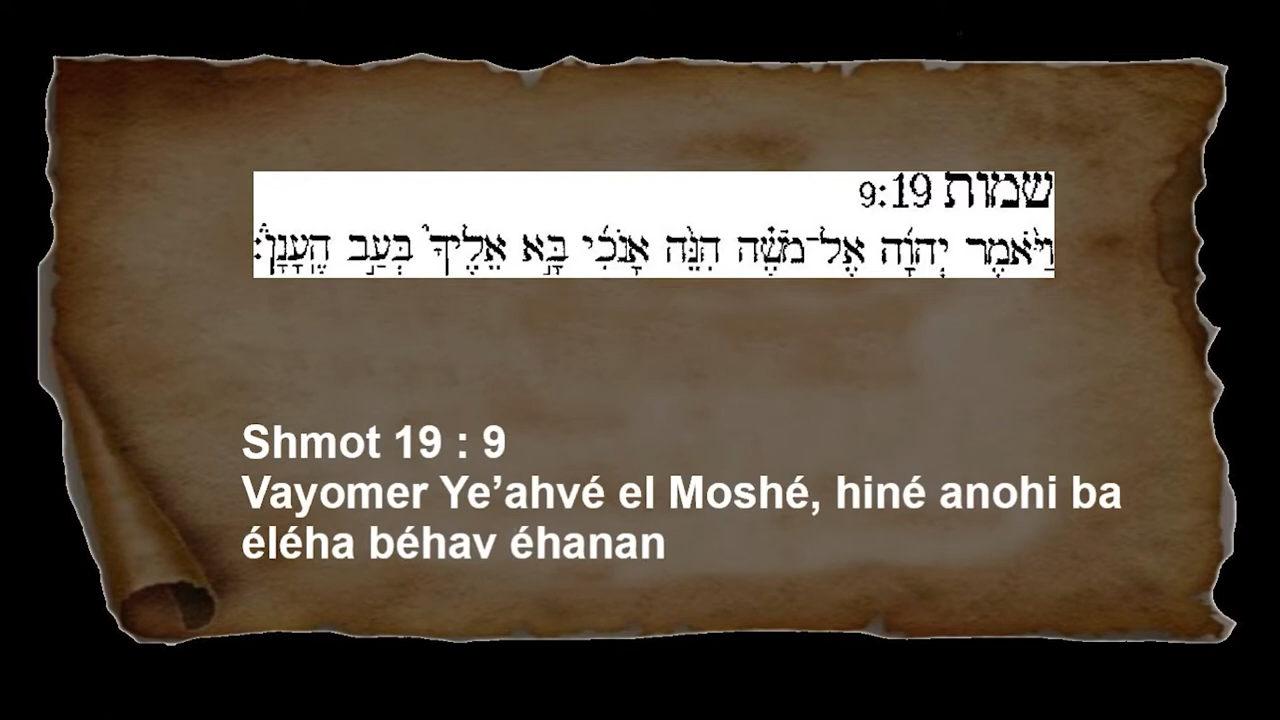 שמות 9:19
וַיֹּאמֶר יְהוָה אֶל־מֹשֶׁה הִנֵּה אָנֹכִי בָּא אֵלֶיךָ בְּעַב הֶעָנָן׃
Shmot 19 : 9
Vayomer Ye’ahvé el Moshé, hiné anohi ba
éléha béhav éhanan